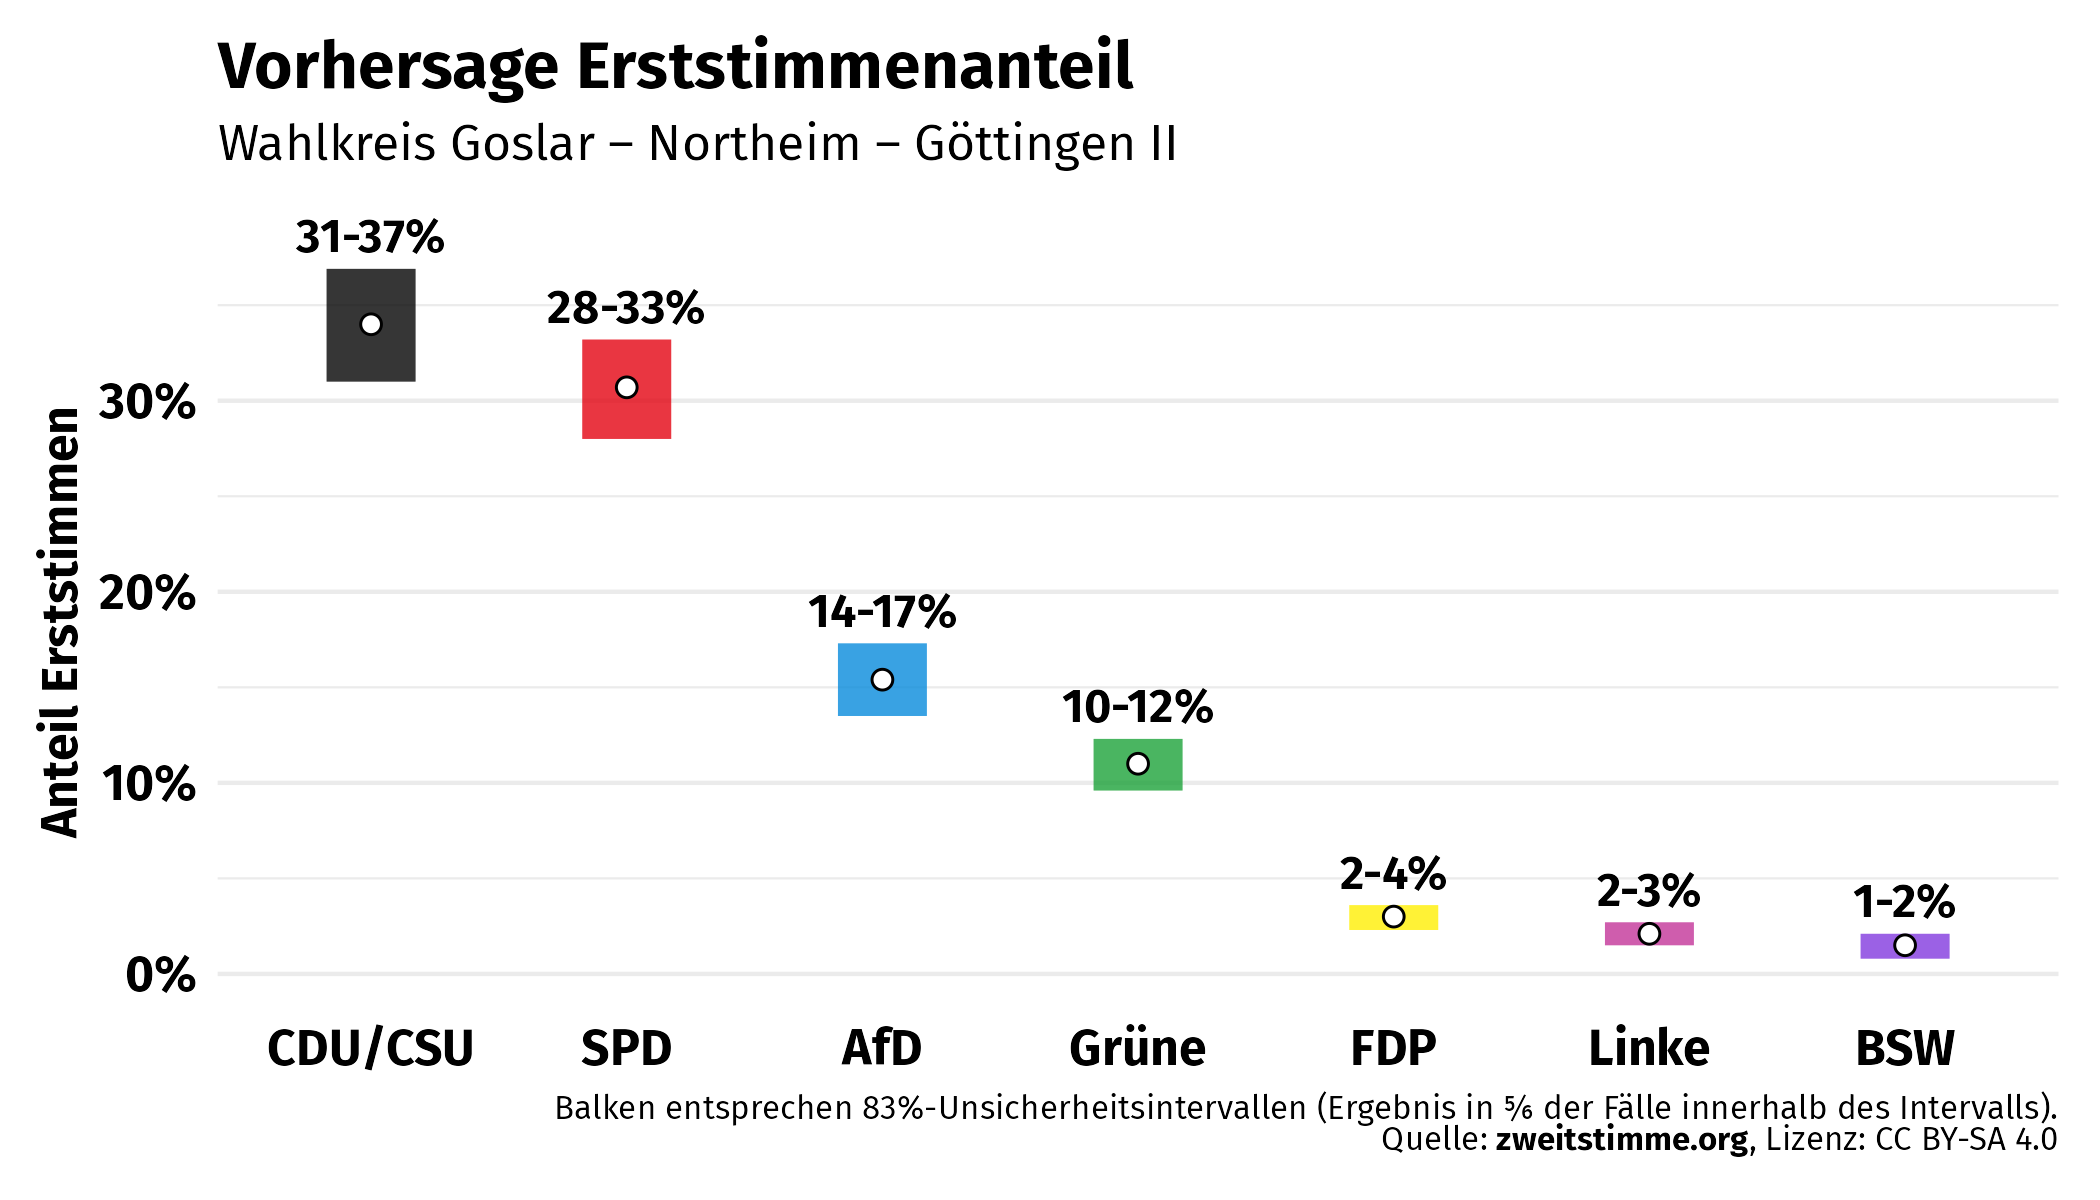 Vorhersage Erststimmenanteil
Wahlkreis Goslar – Northeim – Göttingen II
31-37%
28-33%
30%
20%
14-17%
10-12%
10%
2-4%
2-3%
1-2%
0%
Anteil Erststimmen
CDU/CSU SPD AfD Grüne FDP Linke BSW
Balken entsprechen 83%-Unsicherheitsintervallen (Ergebnis in ⅚ der Fälle innerhalb des Intervalls).
Quelle: zweitstimme.org, Lizenz: CC BY-SA 4.0